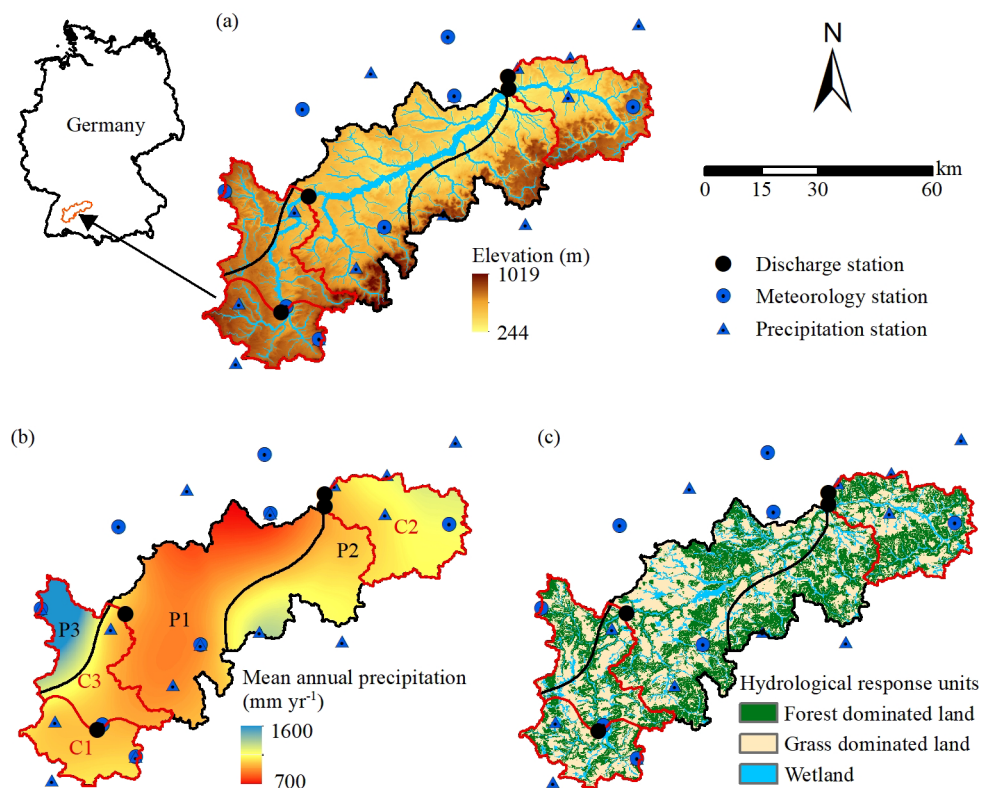 (a)
N
Germany
km
0 15 30 60
Elevation (m)
1019
244
Discharge station
Meteorology station
Precipitation station
(b)
C2
P2
P1
P3
C3
C1
Mean annual precipitation
(mm yr⁻¹)
1600
700
(c)
Hydrological response units
Forest dominated land
Grass dominated land
Wetland